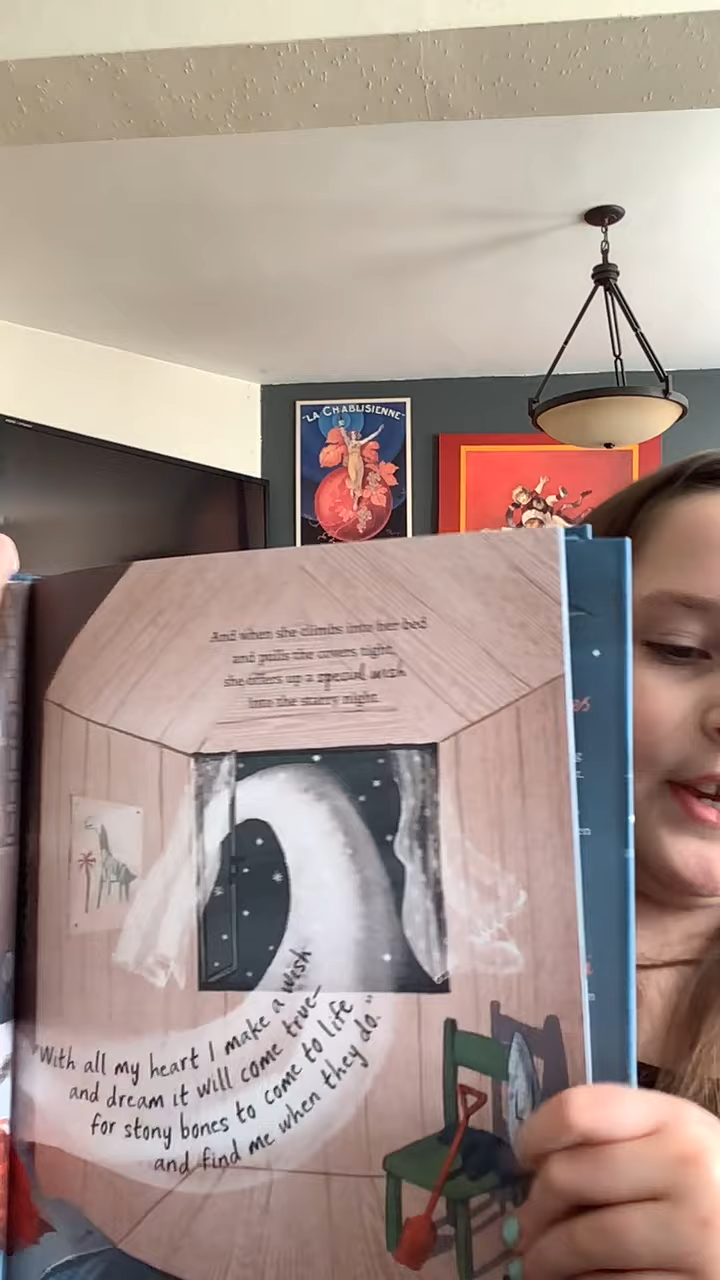 "LA CHABLISIENNE"
And when she climbs into her bed
and pulls the covers tight,
she offers up a special wish
into the starry night.
"With all my heart I make a wish
and dream it will come true—
for stony bones to come to life
and find me when they do."